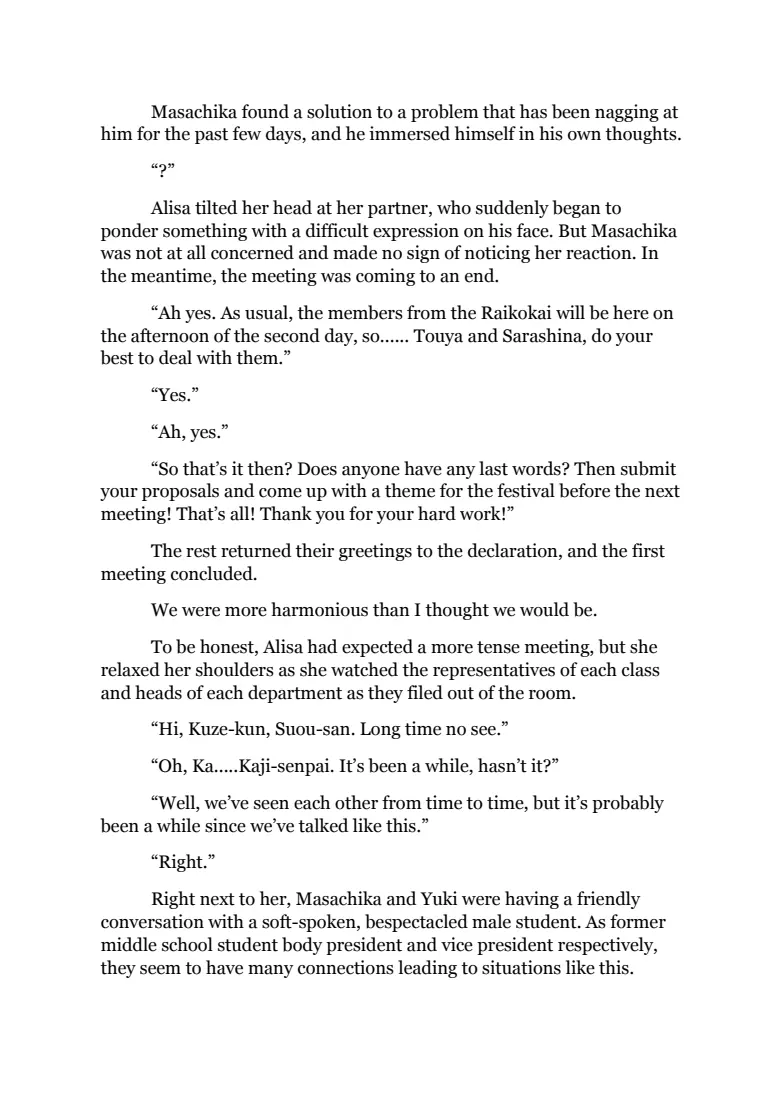 Masachika found a solution to a problem that has been nagging at
him for the past few days, and he immersed himself in his own thoughts.
“?”
Alisa tilted her head at her partner, who suddenly began to
ponder something with a difficult expression on his face. But Masachika
was not at all concerned and made no sign of noticing her reaction. In
the meantime, the meeting was coming to an end.
“Ah yes. As usual, the members from the Raikokai will be here on
the afternoon of the second day, so...... Touya and Sarashina, do your
best to deal with them.”
“Yes.”
“Ah, yes.”
“So that’s it then? Does anyone have any last words? Then submit
your proposals and come up with a theme for the festival before the next
meeting! That’s all! Thank you for your hard work!”
The rest returned their greetings to the declaration, and the first
meeting concluded.
We were more harmonious than I thought we would be.
To be honest, Alisa had expected a more tense meeting, but she
relaxed her shoulders as she watched the representatives of each class
and heads of each department as they filed out of the room.
“Hi, Kuze-kun, Suou-san. Long time no see.”
“Oh, Ka.....Kaji-senpai. It’s been a while, hasn’t it?”
“Well, we’ve seen each other from time to time, but it’s probably
been a while since we’ve talked like this.”
“Right.”
Right next to her, Masachika and Yuki were having a friendly
conversation with a soft-spoken, bespectacled male student. As former
middle school student body president and vice president respectively,
they seem to have many connections leading to situations like this.